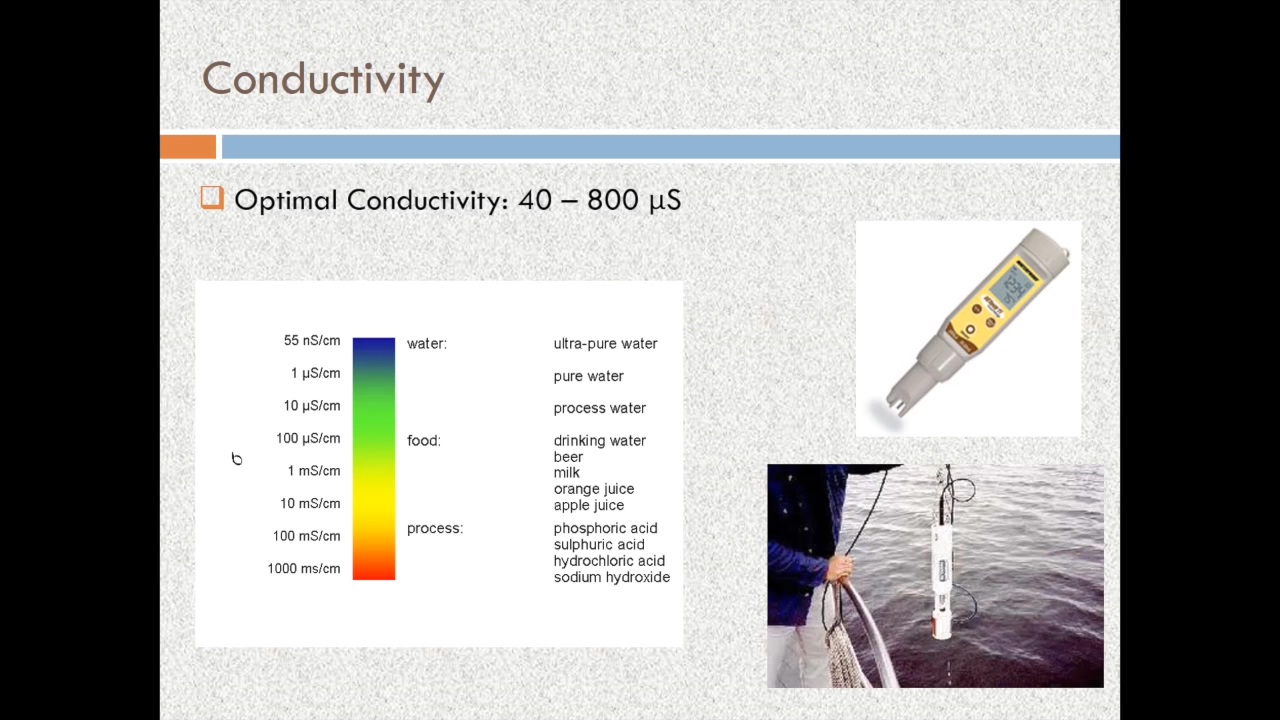 Conductivity
Optimal Conductivity: 40 – 800 µS
55 nS/cm water: ultra-pure water
1 µS/cm pure water
10 µS/cm process water
100 µS/cm food: drinking water
beer
σ
1 mS/cm milk
orange juice
10 mS/cm apple juice
process: phosphoric acid
100 mS/cm sulphuric acid
hydrochloric acid
1000 ms/cm sodium hydroxide